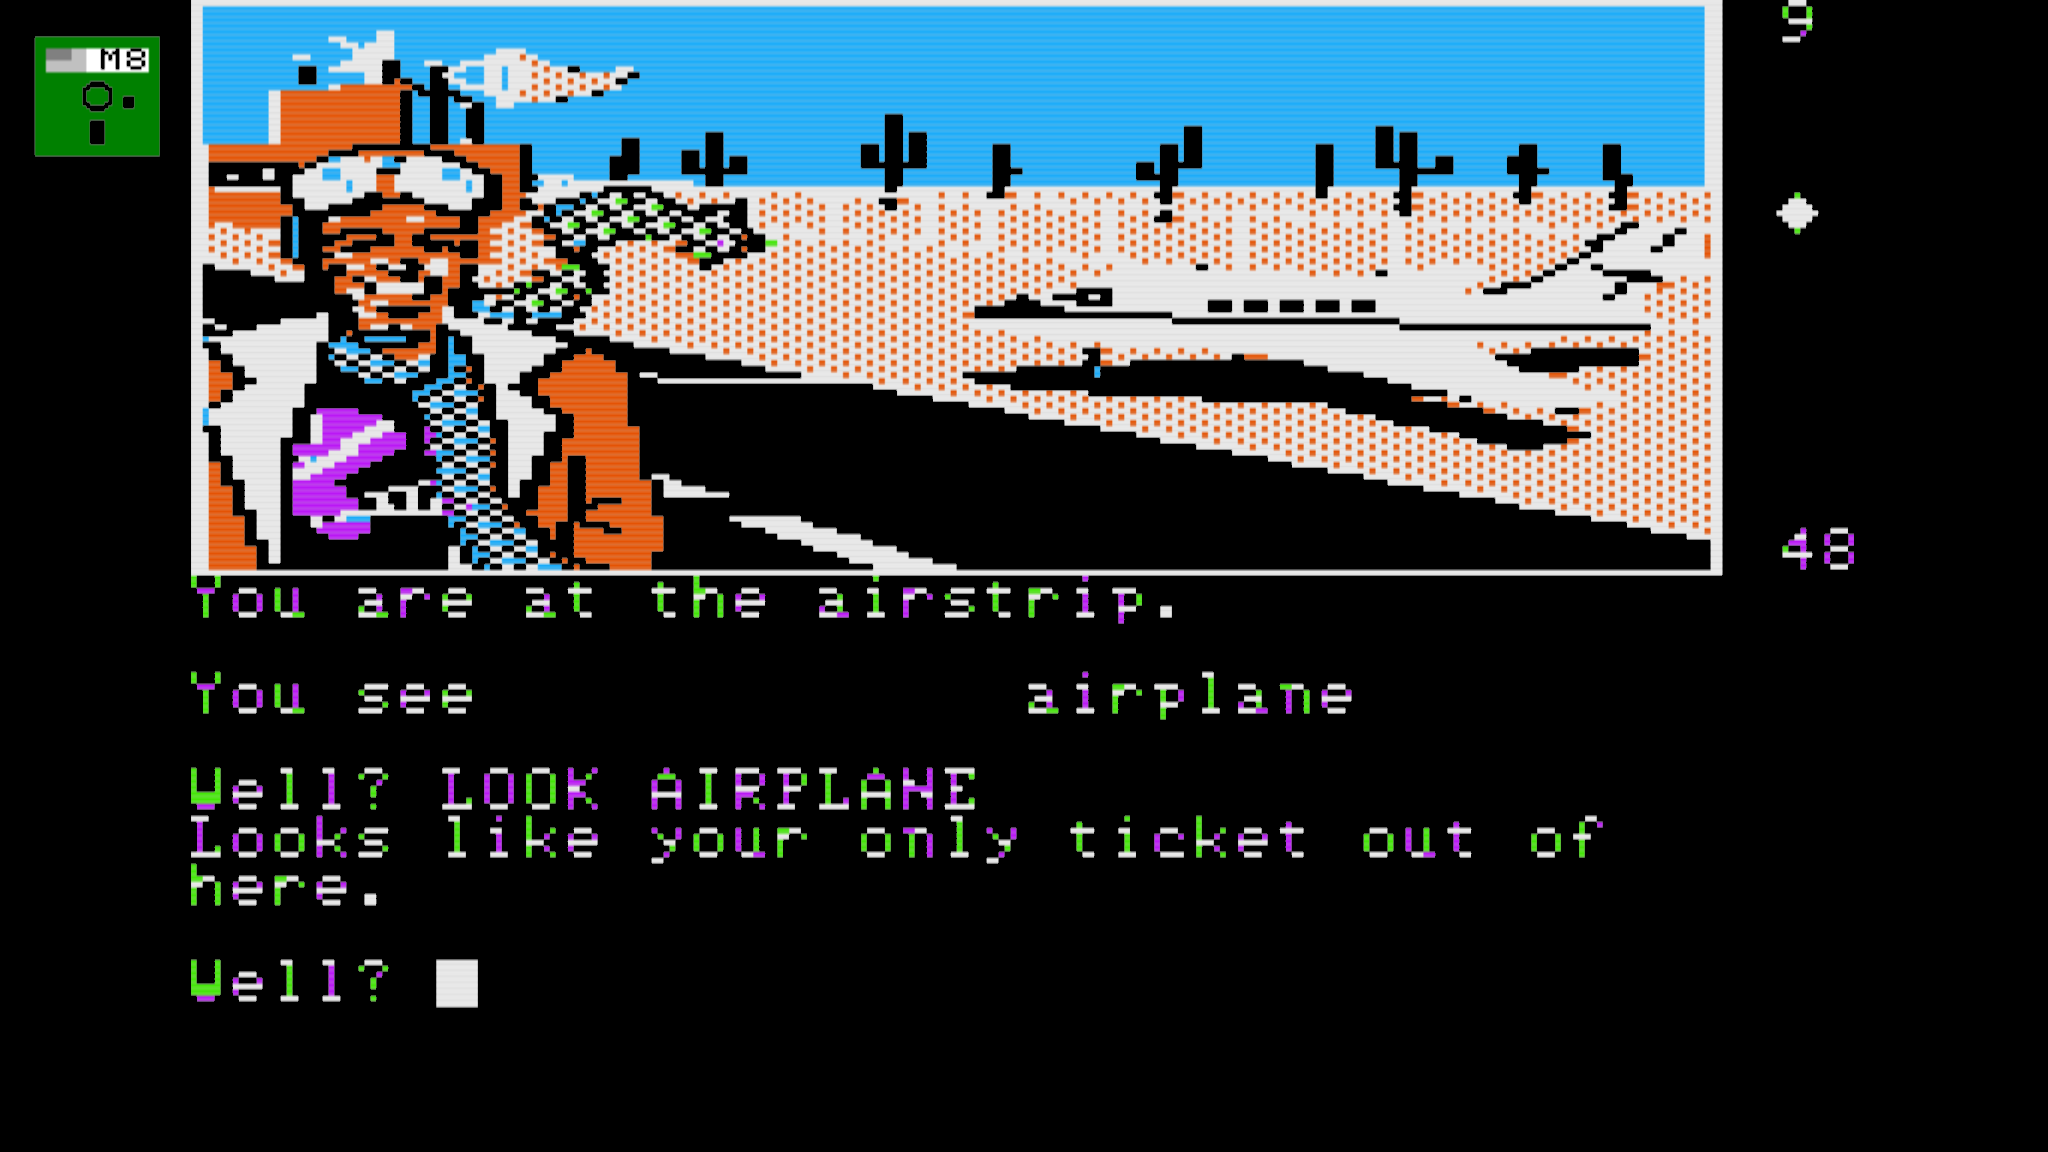 M8
9
48
You are at the airstrip.
You see airplane
Well? LOOK AIRPLANE
Looks like your only ticket out of
here.
Well?